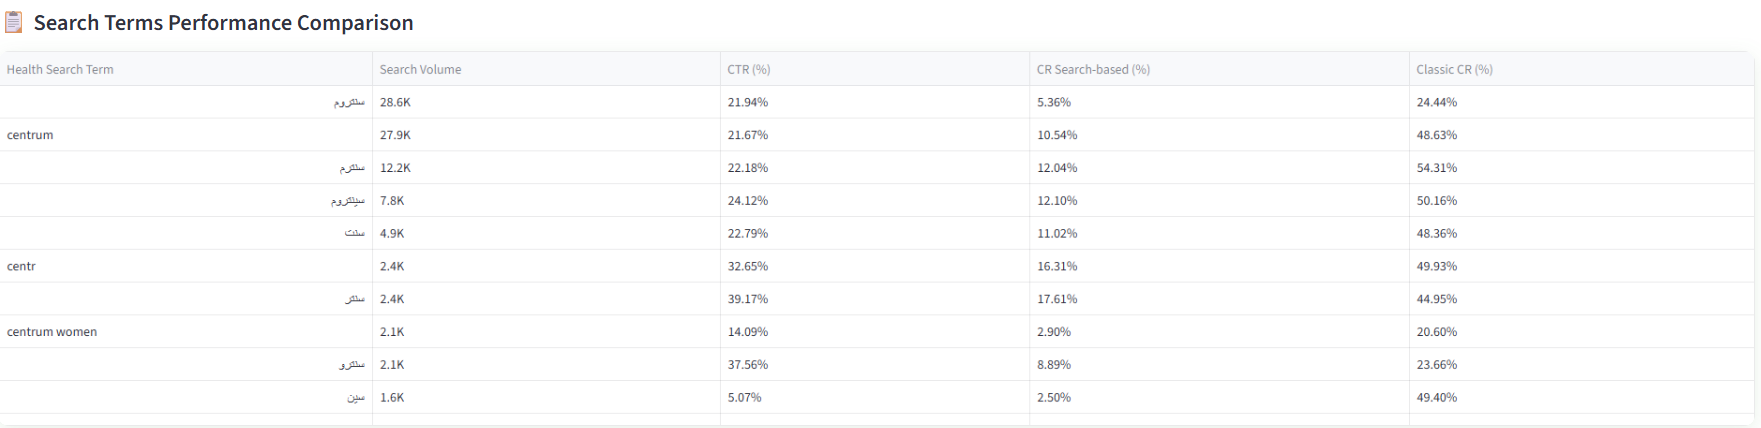 📋 Search Terms Performance Comparison
Health Search Term Search Volume CTR (%) CR Search-based (%) Classic CR (%)
سنتروم 28.6K 21.94% 5.36% 24.44%
centrum 27.9K 21.67% 10.54% 48.63%
سنترم 12.2K 22.18% 12.04% 54.31%
سينتروم 7.8K 24.12% 12.10% 50.16%
سنت 4.9K 22.79% 11.02% 48.36%
centr 2.4K 32.65% 16.31% 49.93%
سنتر 2.4K 39.17% 17.61% 44.95%
centrum women 2.1K 14.09% 2.90% 20.60%
سنترو 2.1K 37.56% 8.89% 23.66%
سين 1.6K 5.07% 2.50% 49.40%